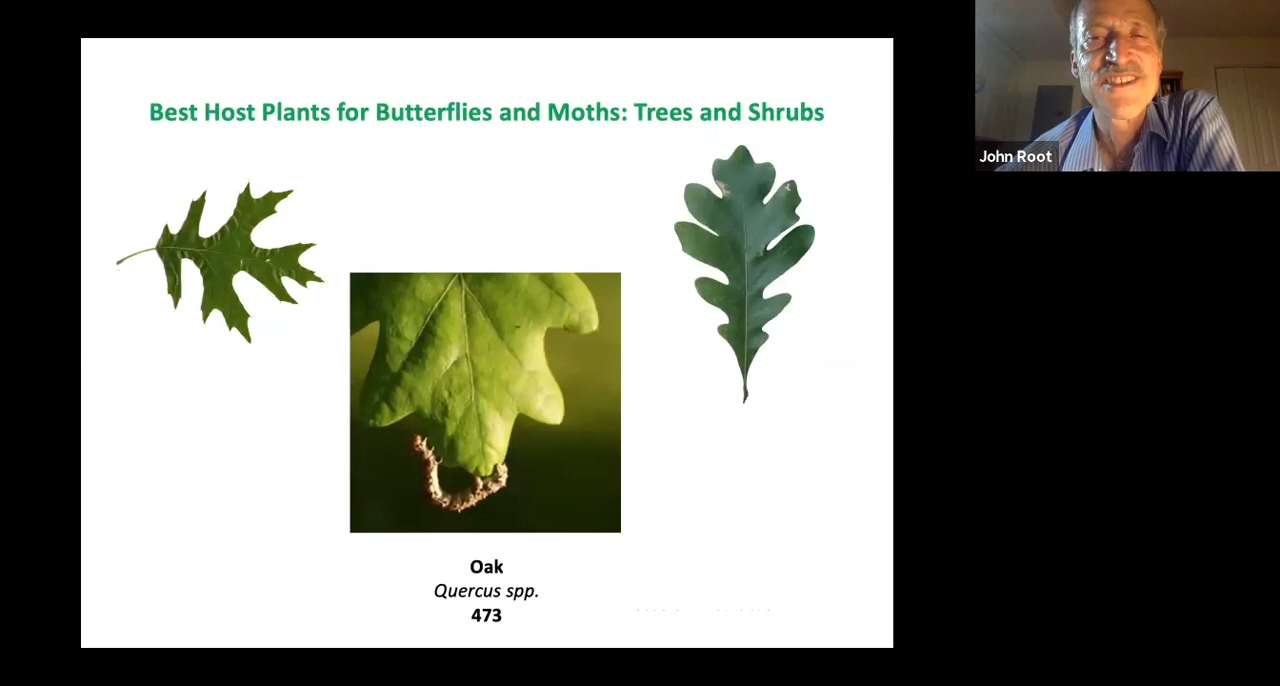 Best Host Plants for Butterflies and Moths: Trees and Shrubs
John Root
Oak
Quercus spp.
473